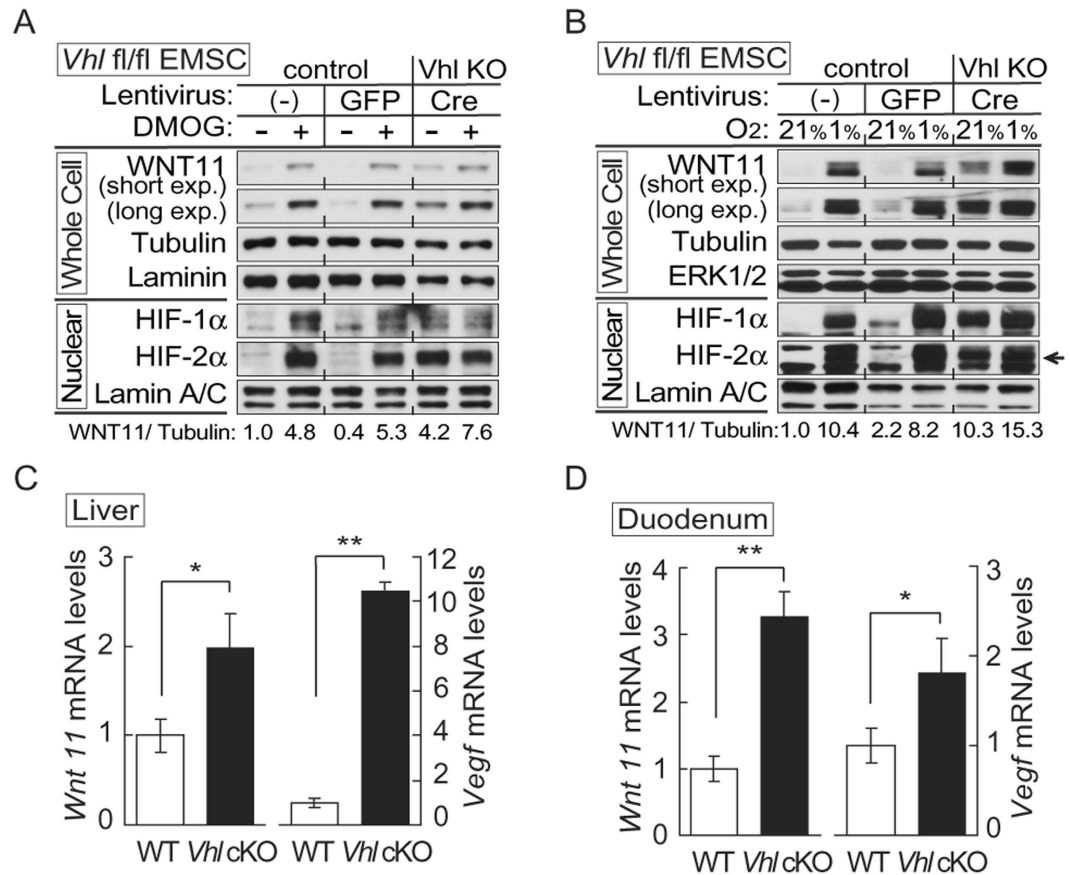 A
Vhl fl/fl EMSC
control Vhl KO
Lentivirus: (-) GFP Cre
DMOG: - + - + - +
Whole Cell
WNT11
(short exp.)
(long exp.)
Tubulin
Laminin
Nuclear
HIF-1α
HIF-2α
Lamin A/C
WNT11/ Tubulin: 1.0 4.8 0.4 5.3 4.2 7.6
B
Vhl fl/fl EMSC
control Vhl KO
Lentivirus: (-) GFP Cre
O2: 21% 1% 21% 1% 21% 1%
Whole Cell
WNT11
(short exp.)
(long exp.)
Tubulin
ERK1/2
Nuclear
HIF-1α
HIF-2α
Lamin A/C
WNT11/ Tubulin: 1.0 10.4 2.2 8.2 10.3 15.3
C
Liver
Wnt 11 mRNA levels
3
2
1
0
*
**
12
10
8
6
4
2
0
Vegf mRNA levels
WT Vhl cKO WT Vhl cKO
D
Duodenum
Wnt 11 mRNA levels
4
3
2
1
0
**
*
3
2
1
0
Vegf mRNA levels
WT Vhl cKO WT Vhl cKO